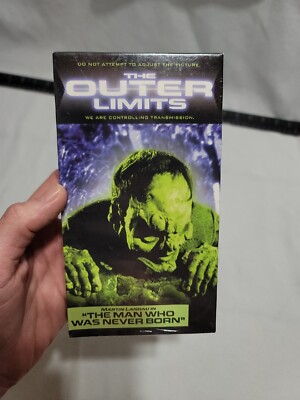 DO NOT ATTEMPT TO ADJUST THE PICTURE.
THE
OUTER
LIMITS
WE ARE CONTROLLING TRANSMISSION.
MARTIN LANDAU IN
"THE MAN WHO
WAS NEVER BORN"